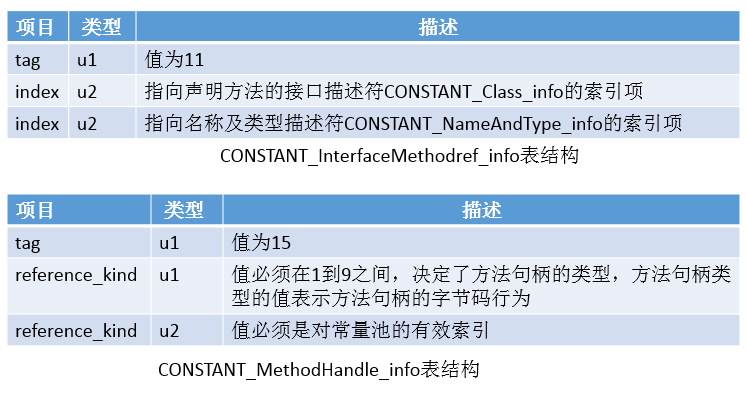 项目 类型 描述
tag u1 值为11
index u2 指向声明方法的接口描述符CONSTANT_Class_info的索引项
index u2 指向名称及类型描述符CONSTANT_NameAndType_info的索引项
CONSTANT_InterfaceMethodref_info表结构
项目 类型 描述
tag u1 值为15
reference_kind u1 值必须在1到9之间，决定了方法句柄的类型，方法句柄类
型的值表示方法句柄的字节码行为
reference_kind u2 值必须是对常量池的有效索引
CONSTANT_MethodHandle_info表结构